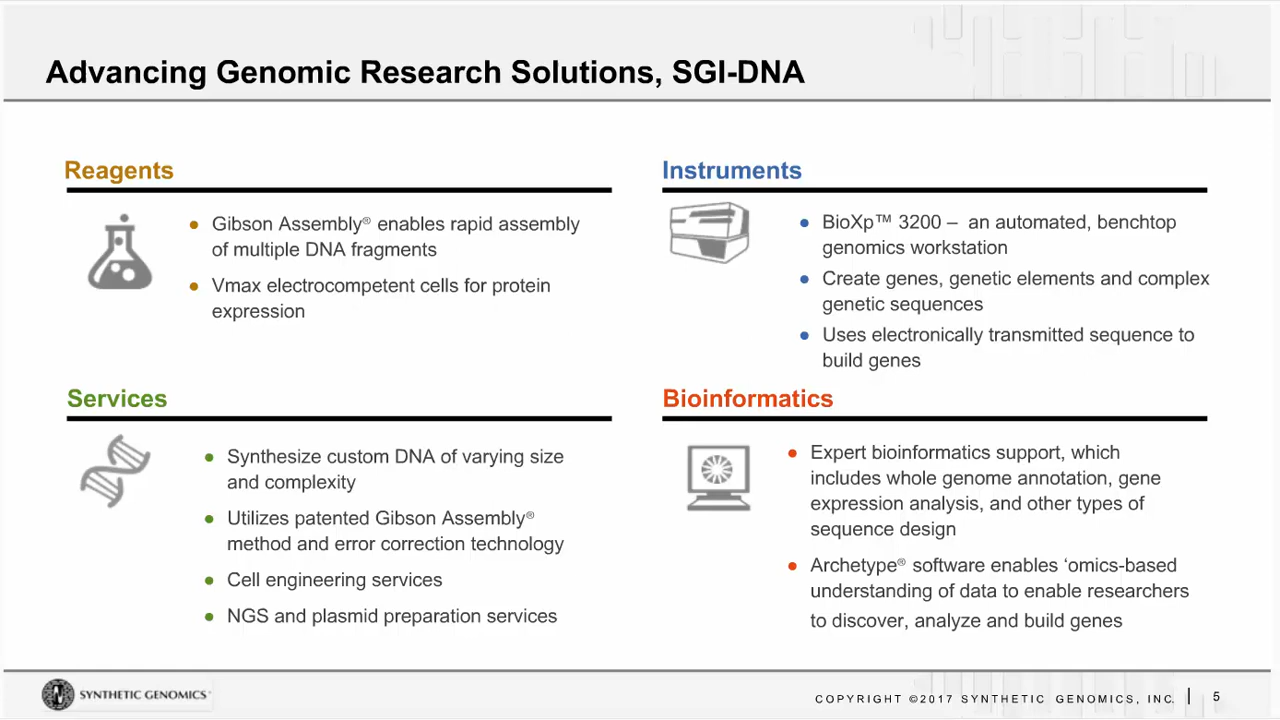 Advancing Genomic Research Solutions, SGI-DNA
Reagents
Gibson Assembly® enables rapid assembly
of multiple DNA fragments
Vmax electrocompetent cells for protein
expression
Instruments
BioXp™ 3200 – an automated, benchtop
genomics workstation
Create genes, genetic elements and complex
genetic sequences
Uses electronically transmitted sequence to
build genes
Services
Synthesize custom DNA of varying size
and complexity
Utilizes patented Gibson Assembly®
method and error correction technology
Cell engineering services
NGS and plasmid preparation services
Bioinformatics
Expert bioinformatics support, which
includes whole genome annotation, gene
expression analysis, and other types of
sequence design
Archetype® software enables ‘omics-based
understanding of data to enable researchers
to discover, analyze and build genes
SYNTHETIC GENOMICS
COPYRIGHT ©2017 SYNTHETIC GENOMICS, INC. | 5